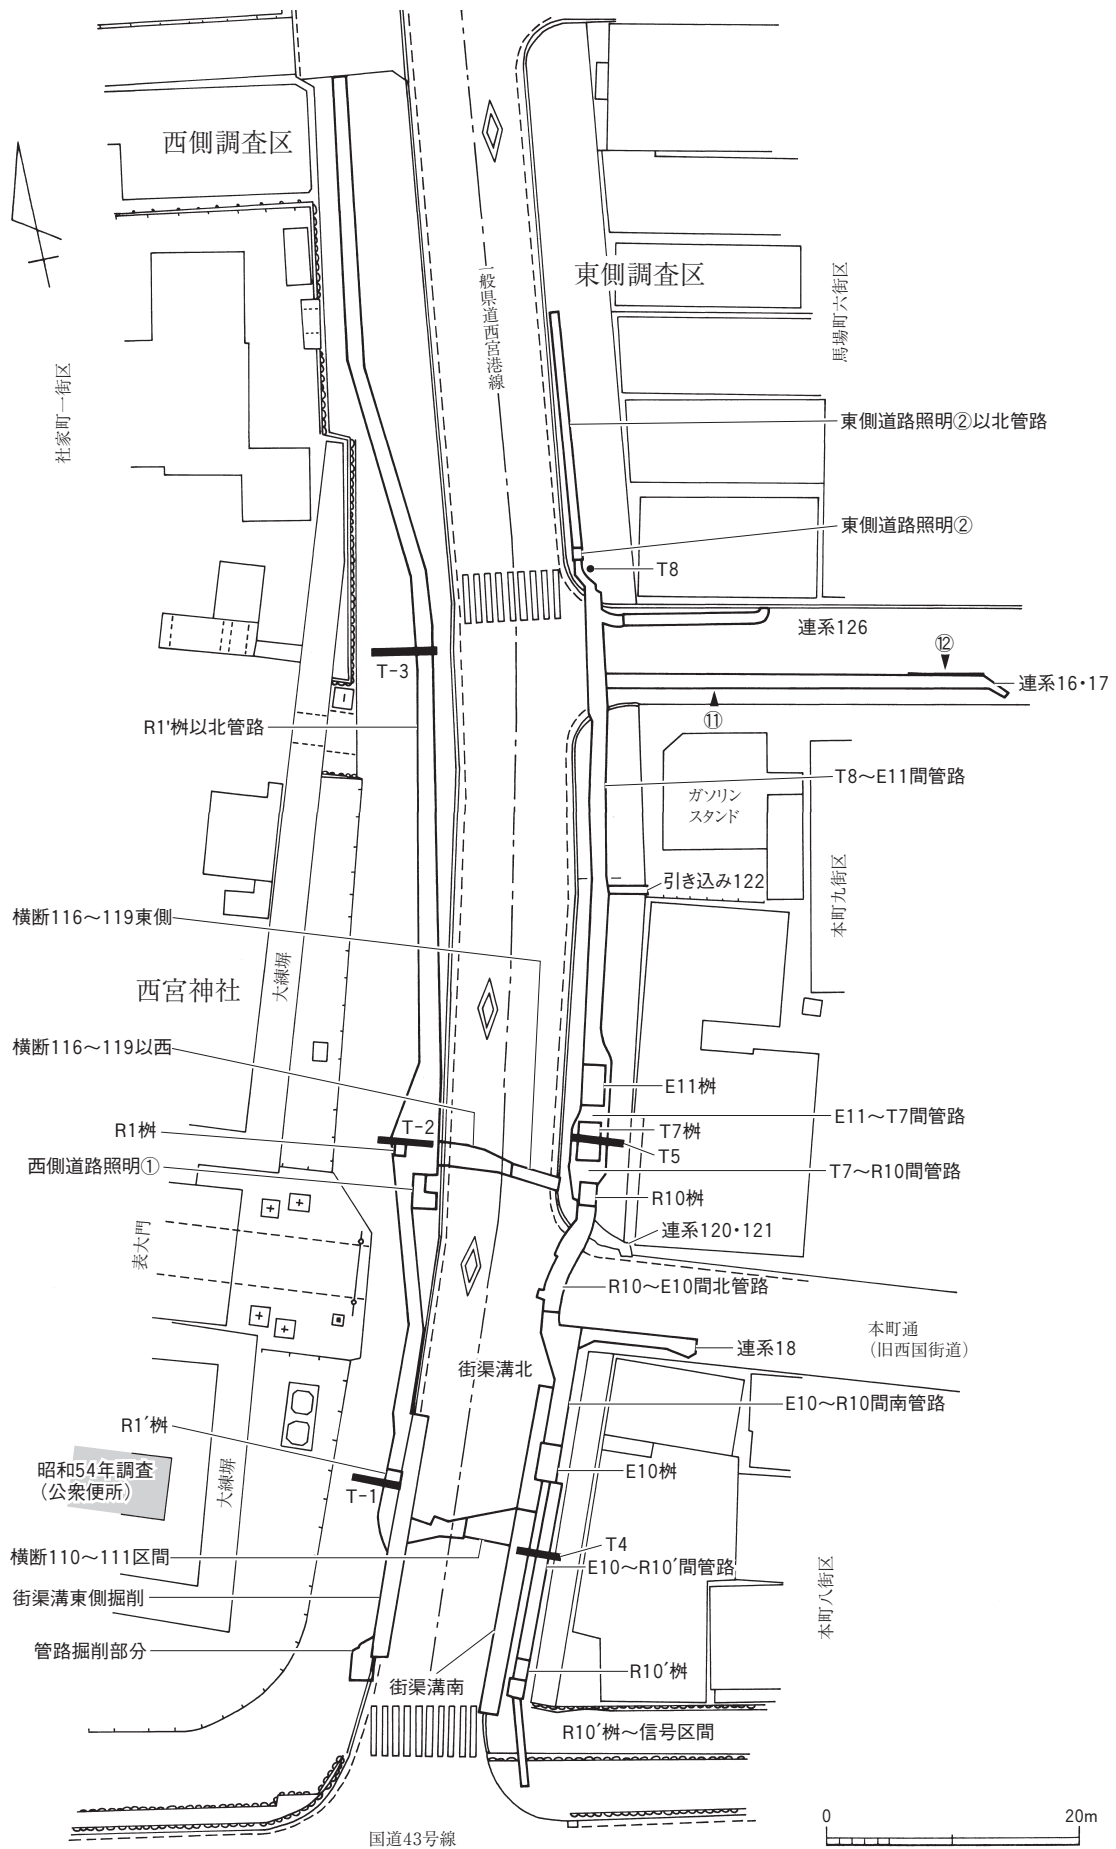 西側調査区
一般県道西宮港線
東側調査区
馬場町六街区
社家町一街区
東側道路照明②以北管路
東側道路照明②
T8
連系126
⑫
連系16・17
T-3
⑪
R1'桝以北管路
T8～E11間管路
ガソリン
スタンド
引き込み122
本町九街区
横断116～119東側
大練塀
西宮神社
横断116～119以西
E11桝
E11～T7間管路
T-2
T7桝
R1桝
T5
西側道路照明①
T7～R10間管路
R10桝
連系120・121
表大門
R10～E10間北管路
本町通
(旧西国街道)
連系18
街渠溝北
E10～R10間南管路
R1′桝
昭和54年調査
(公衆便所)
E10桝
大練塀
T-1
T4
横断110～111区間
E10～R10′間管路
街渠溝東側掘削
本町八街区
管路掘削部分
街渠溝南
R10′桝
R10′桝～信号区間
国道43号線
0
20m